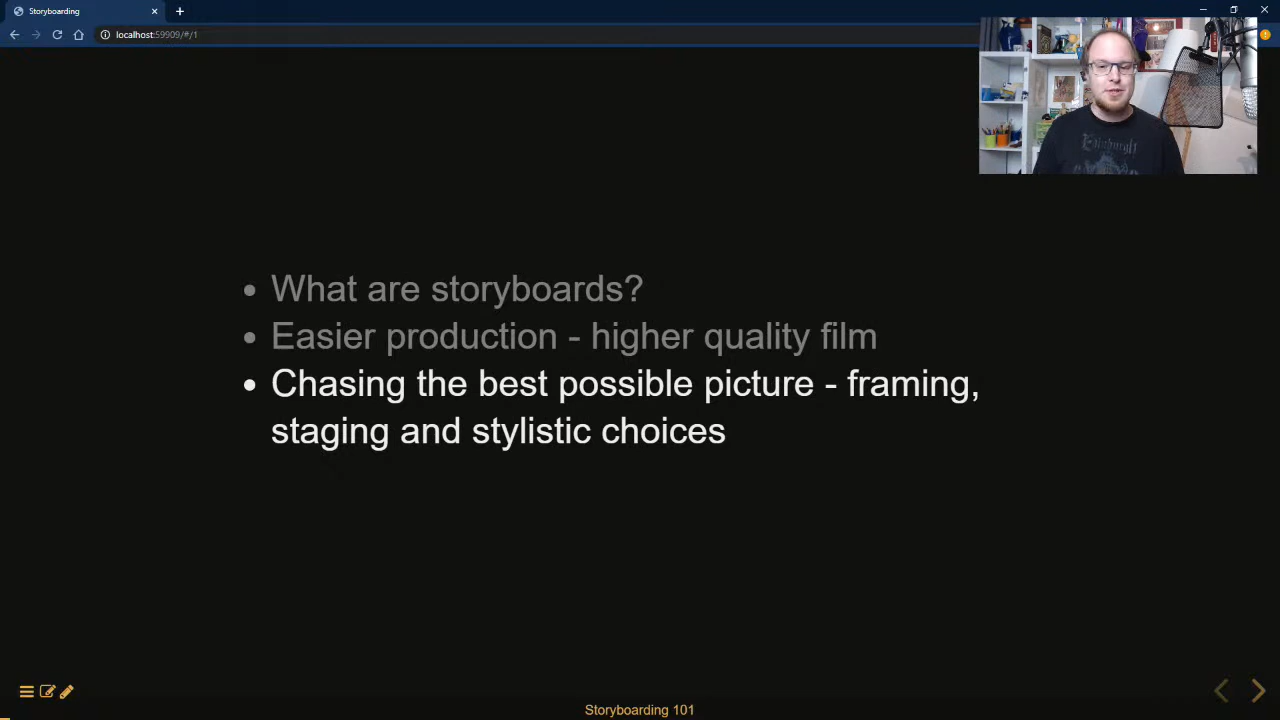 Storyboarding
localhost:59909/#/1
Edinburgh
What are storyboards?
Easier production - higher quality film
Chasing the best possible picture - framing,
staging and stylistic choices
Storyboarding 101